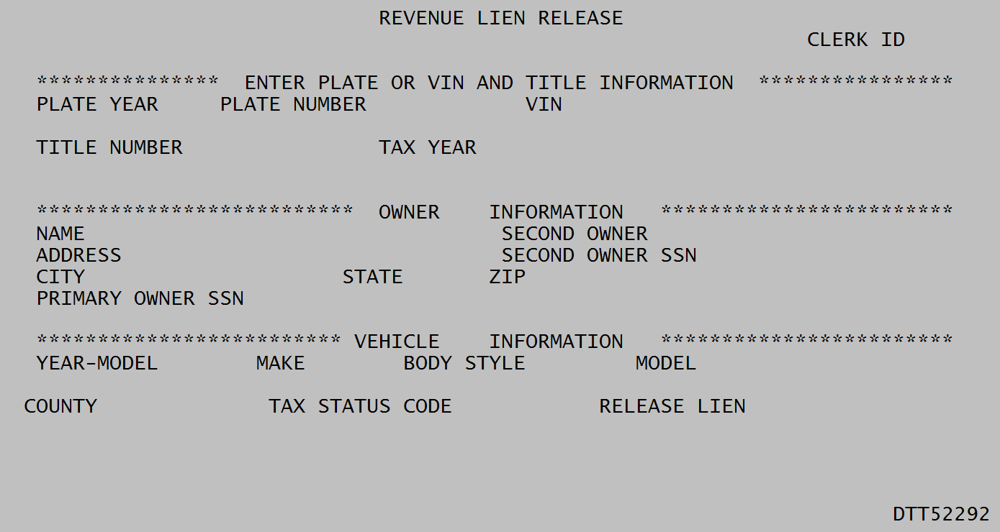 REVENUE LIEN RELEASE
CLERK ID
*************** ENTER PLATE OR VIN AND TITLE INFORMATION ****************
PLATE YEAR PLATE NUMBER VIN
TITLE NUMBER TAX YEAR
************************** OWNER INFORMATION ************************
NAME SECOND OWNER
ADDRESS SECOND OWNER SSN
CITY STATE ZIP
PRIMARY OWNER SSN
************************* VEHICLE INFORMATION ************************
YEAR-MODEL MAKE BODY STYLE MODEL
COUNTY TAX STATUS CODE RELEASE LIEN
DTT52292